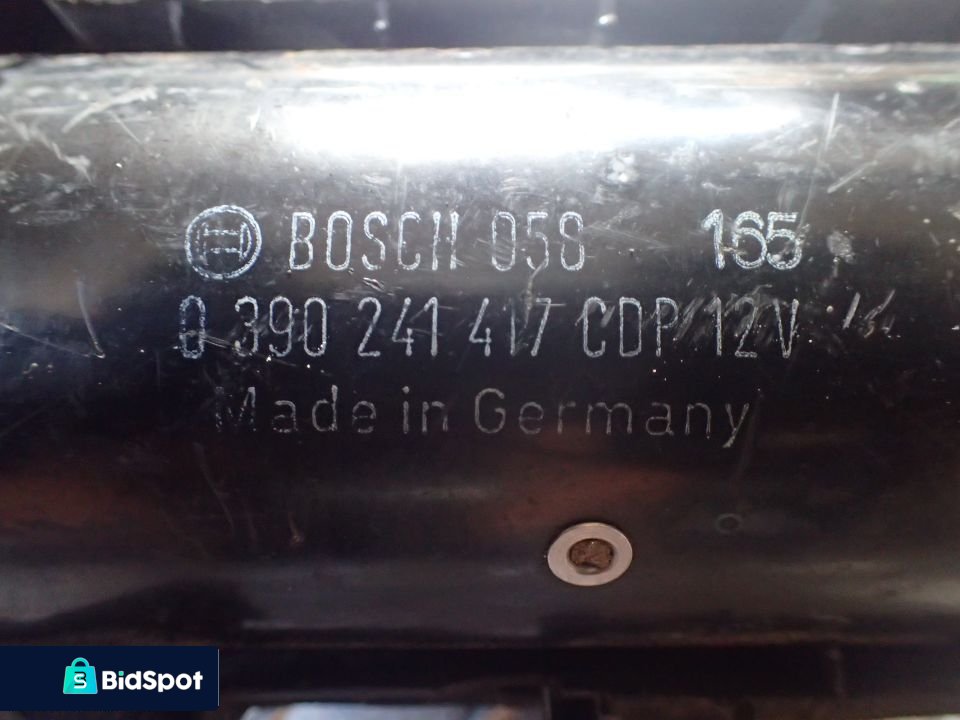 BOSCH 058 165
0 390 241 417 CDP 12V
Made in Germany
BidSpot